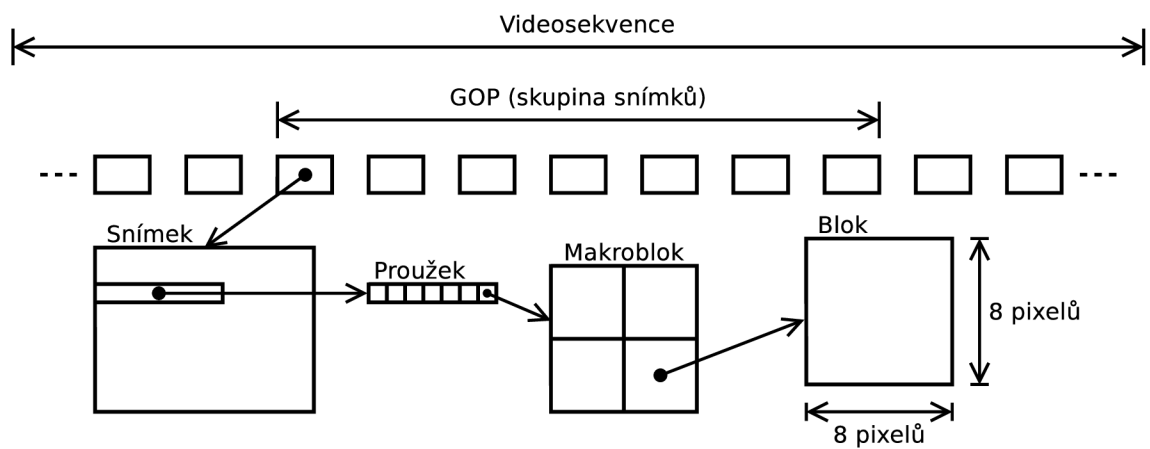 Videosekvence
GOP (skupina snímků)
Snímek
Proužek
Makroblok
Blok
8 pixelů
8 pixelů